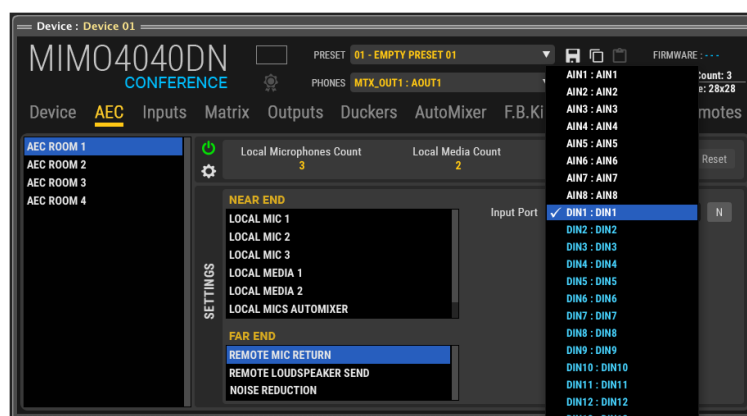 Device : Device 01
MIMO4040DN
CONFERENCE
PRESET 01 - EMPTY PRESET 01
PHONES MTX_OUT1 : AOUT1
FIRMWARE : ---
Count: 3
e: 28x28
Device AEC Inputs Matrix Outputs Duckers AutoMixer F.B.Ki motes
AEC ROOM 1
AEC ROOM 2
AEC ROOM 3
AEC ROOM 4
Local Microphones Count
3
Local Media Count
2
Reset
SETTINGS
NEAR END
LOCAL MIC 1
LOCAL MIC 2
LOCAL MIC 3
LOCAL MEDIA 1
LOCAL MEDIA 2
LOCAL MICS AUTOMIXER
FAR END
REMOTE MIC RETURN
REMOTE LOUDSPEAKER SEND
NOISE REDUCTION
Input Port
N
AIN1 : AIN1
AIN2 : AIN2
AIN3 : AIN3
AIN4 : AIN4
AIN5 : AIN5
AIN6 : AIN6
AIN7 : AIN7
AIN8 : AIN8
DIN1 : DIN1
DIN2 : DIN2
DIN3 : DIN3
DIN4 : DIN4
DIN5 : DIN5
DIN6 : DIN6
DIN7 : DIN7
DIN8 : DIN8
DIN9 : DIN9
DIN10 : DIN10
DIN11 : DIN11
DIN12 : DIN12